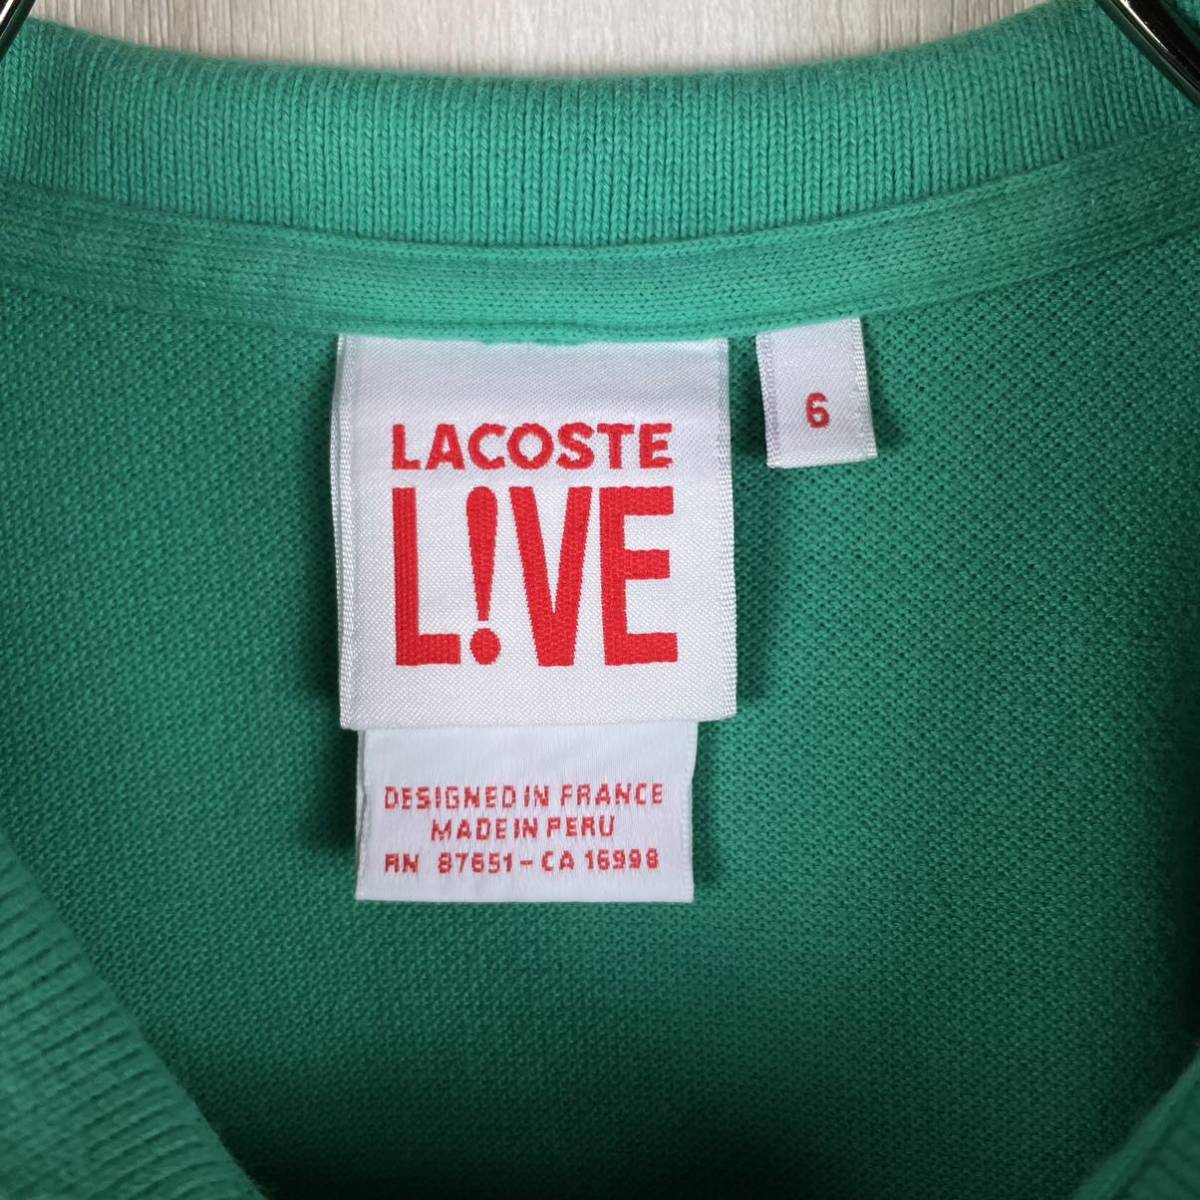 LACOSTE
L!VE
6
DESIGNED IN FRANCE
MADE IN PERU
RN 87651 - CA 16998